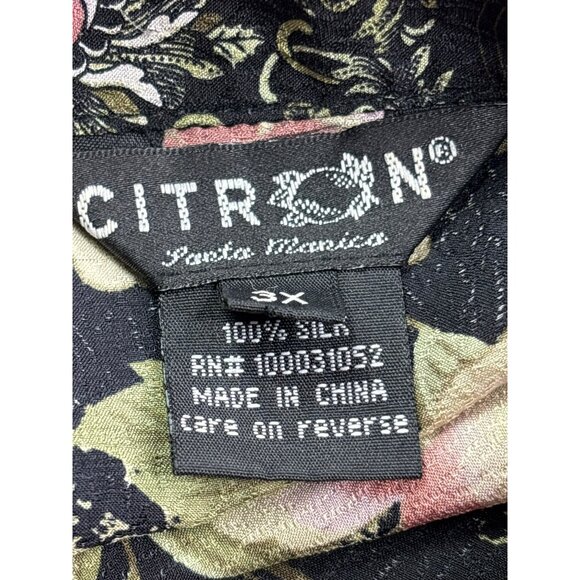 CITRON®
Santa Monica
3X
100% SILK
RN# 100031052
MADE IN CHINA
care on reverse